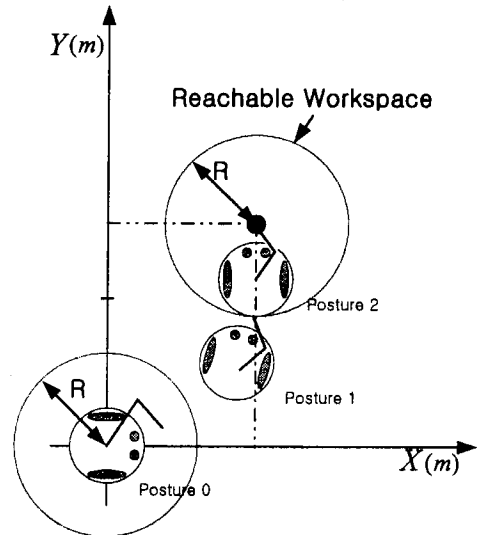 Y(m)
Reachable Workspace
R
Posture 2
R
Posture 1
X(m)
Posture 0